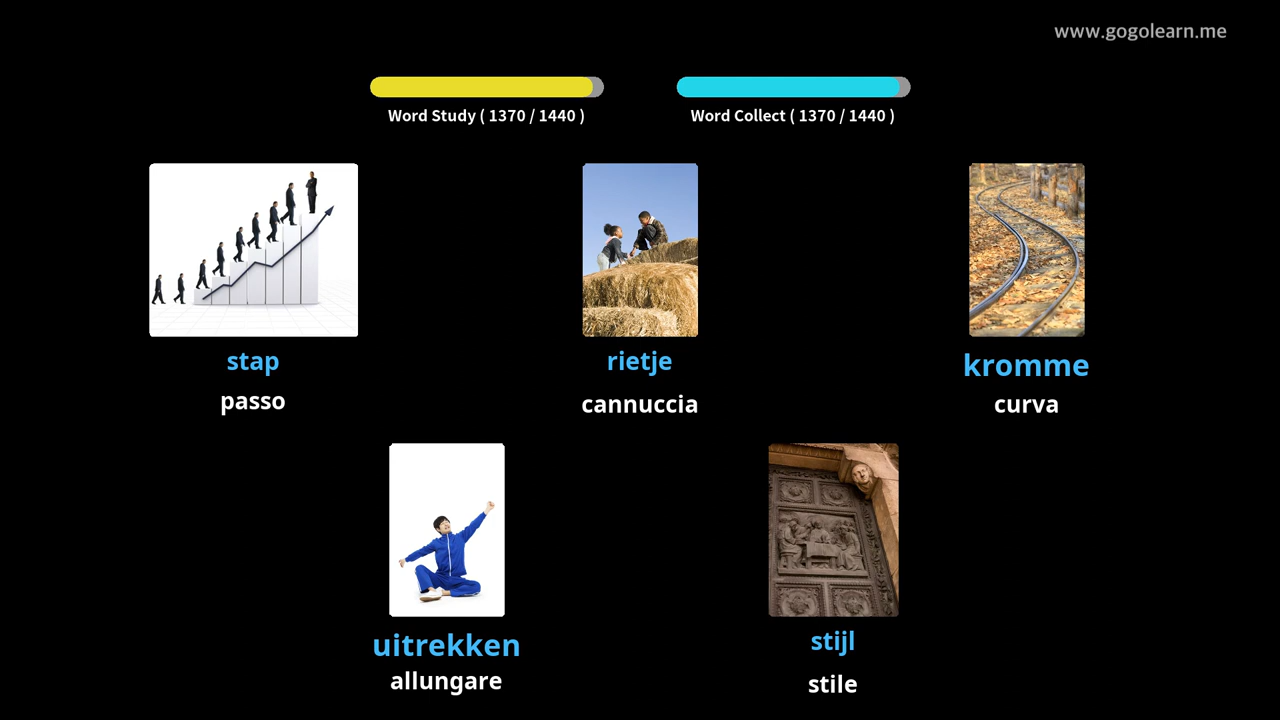 www.gogolearn.me
Word Study ( 1370 / 1440 )
Word Collect ( 1370 / 1440 )
stap
passo
rietje
cannuccia
kromme
curva
uitrekken
allungare
stijl
stile